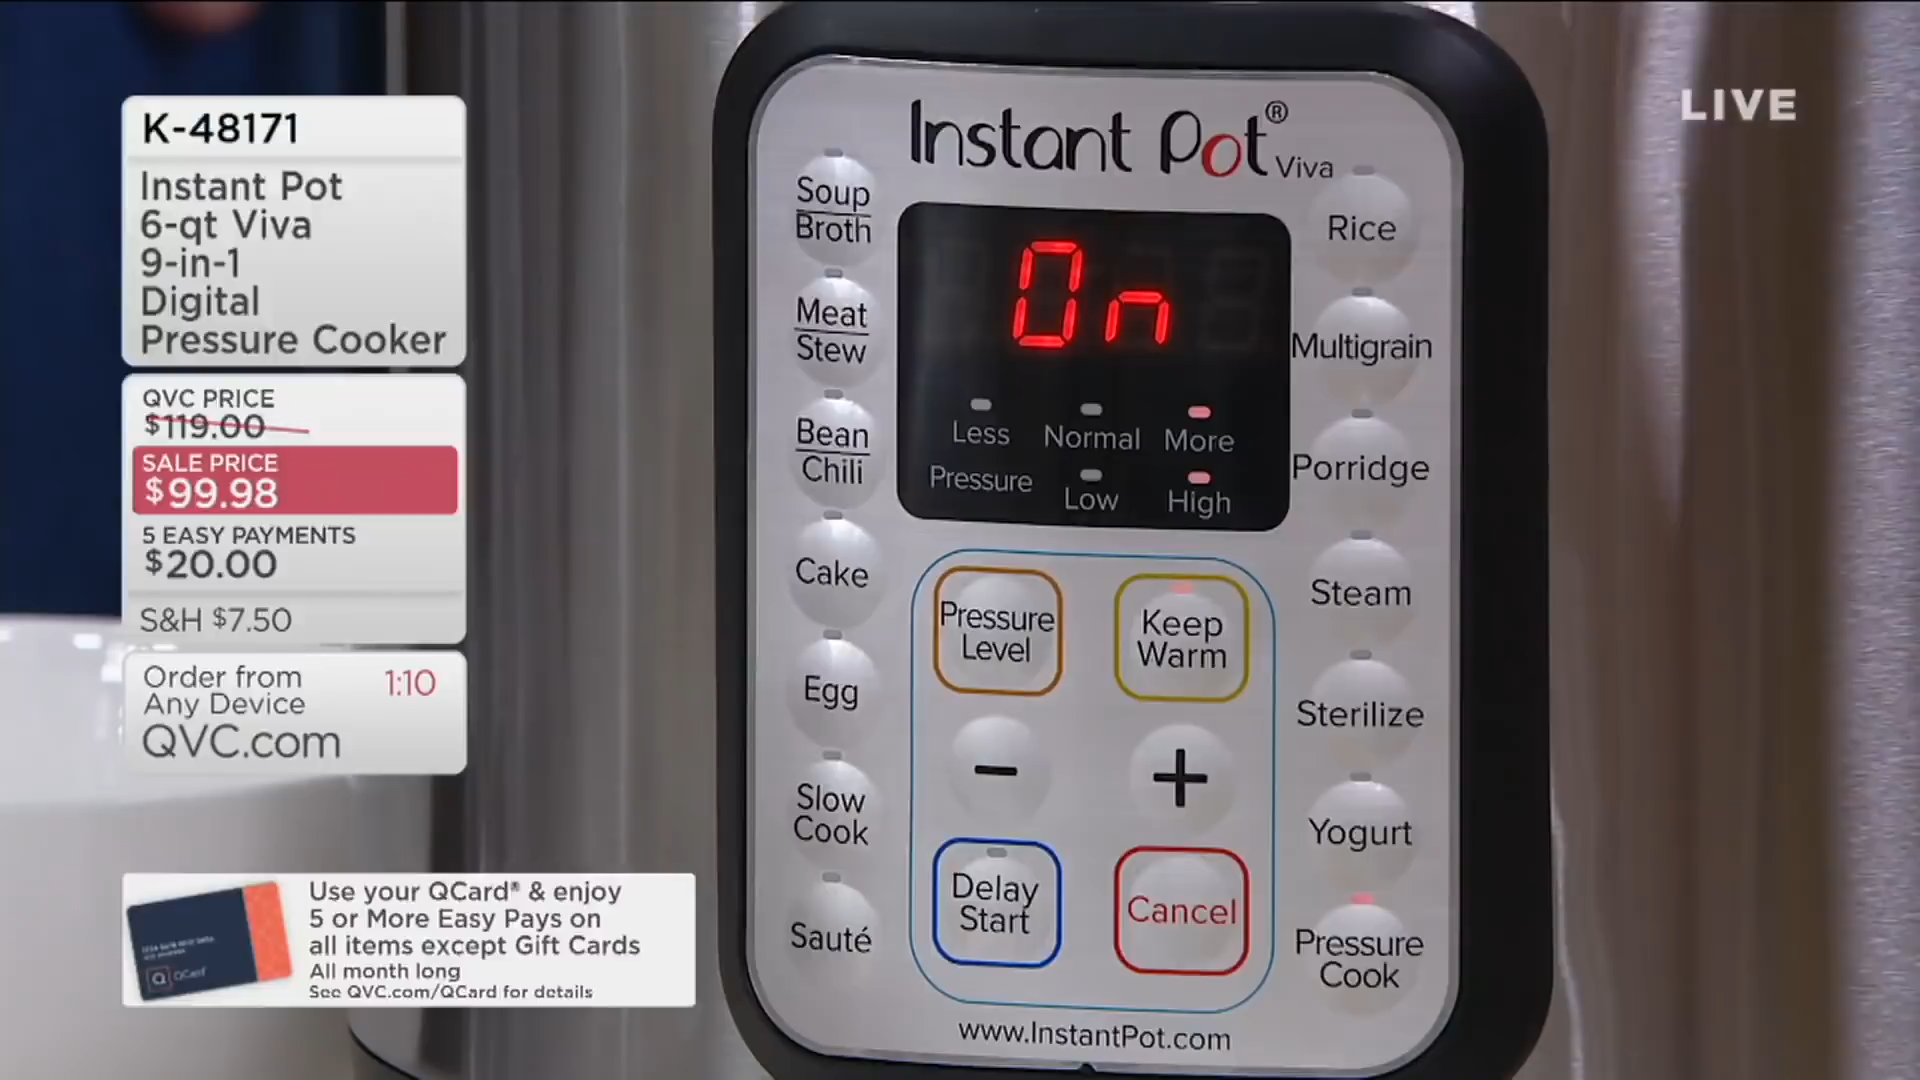 LIVE
K-48171
Instant Pot
6-qt Viva
9-in-1
Digital
Pressure Cooker
QVC PRICE
$119.00
SALE PRICE
$99.98
5 EASY PAYMENTS
$20.00
S&H $7.50
Order from
Any Device
1:10
QVC.com
Use your QCard® & enjoy
5 or More Easy Pays on
all items except Gift Cards
All month long
See QVC.com/QCard for details
Q QCard
Instant Pot®
Viva
On
Less Normal More
Pressure Low High
Soup
Broth
Meat
Stew
Bean
Chili
Cake
Egg
Slow
Cook
Sauté
Pressure
Level
Keep
Warm
-
+
Delay
Start
Cancel
Rice
Multigrain
Porridge
Steam
Sterilize
Yogurt
Pressure
Cook
www.InstantPot.com